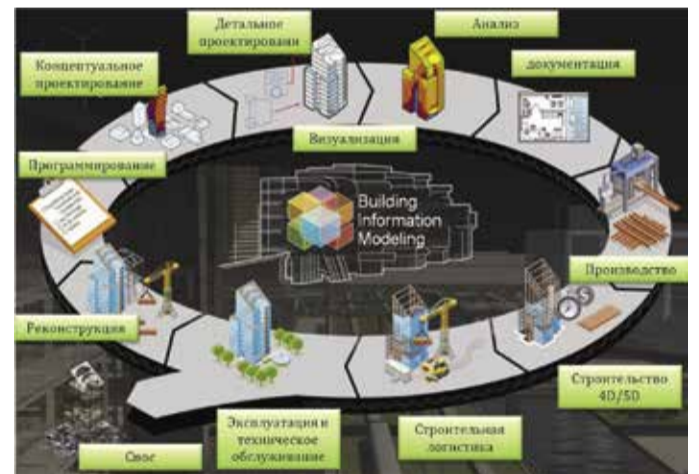 Детальное
проектировани
Анализ
Концептуальное
проектирование
документация
Визуализация
Программирование
Building
Information
Modeling
Производство
Реконструкция
Строительство
4D/5D
Эксплуатация и
техническое
обслуживание
Строительная
логистика
Снос